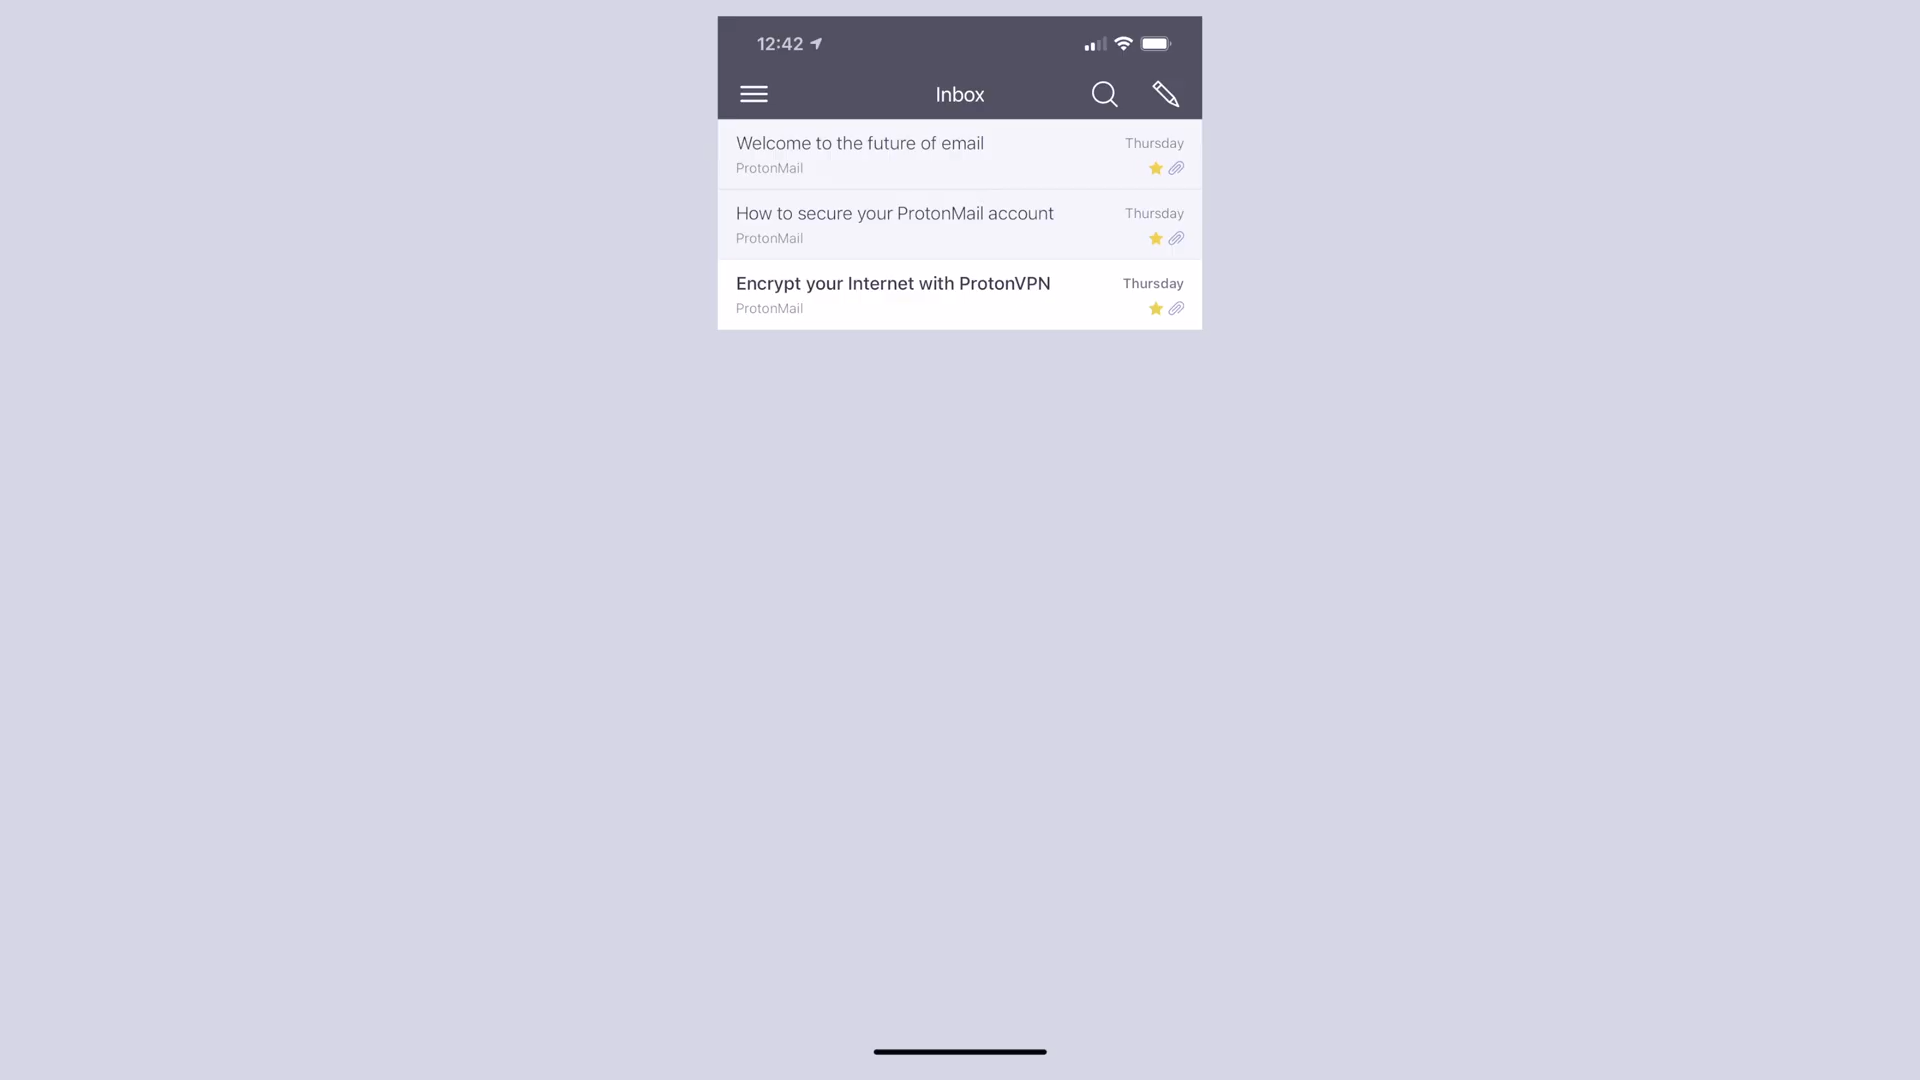 12:42
Inbox
Welcome to the future of email Thursday
ProtonMail
How to secure your ProtonMail account Thursday
ProtonMail
Encrypt your Internet with ProtonVPN Thursday
ProtonMail